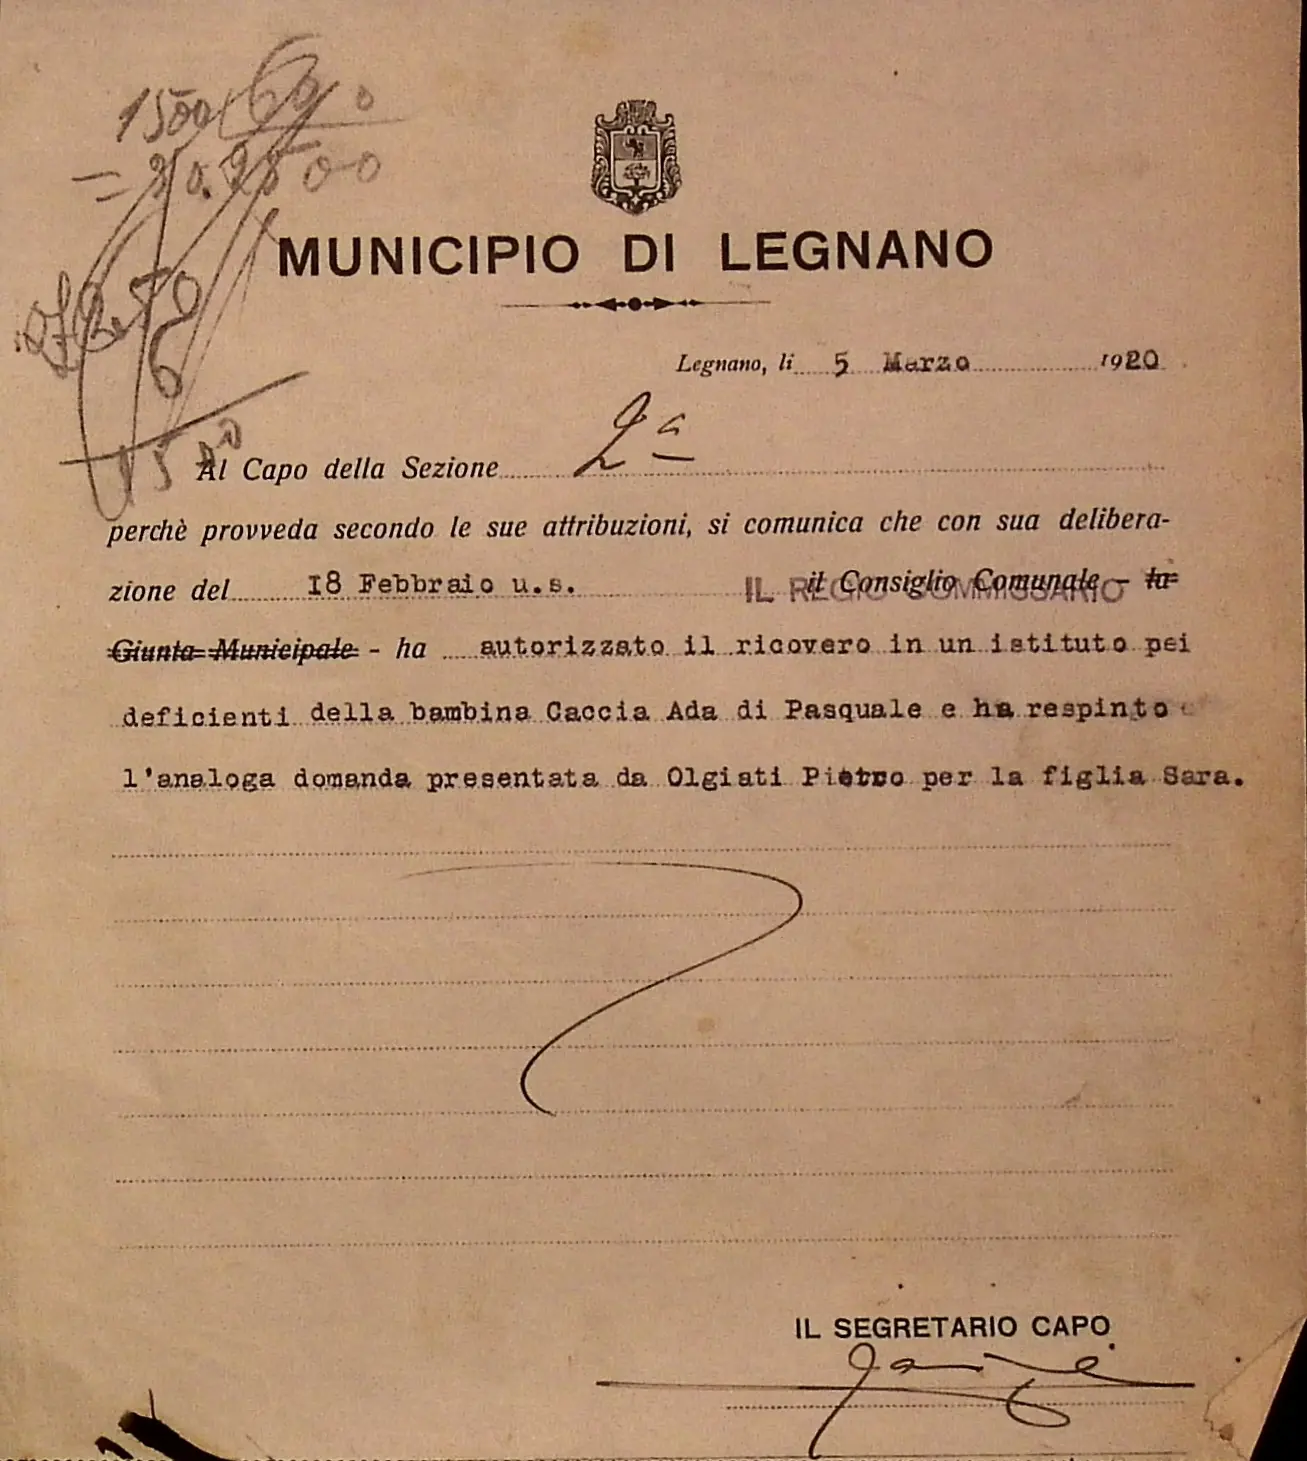 1500
MUNICIPIO DI LEGNANO
Legnano, li 5 Marzo 1920
Al Capo della Sezione 2ª
perchè provveda secondo le sue attribuzioni, si comunica che con sua delibera-
zione del 18 Febbraio u.s. IL REGIO COMMISSARIO il Consiglio Comunale - la
Giunta Municipale - ha autorizzato il ricovero in un istituto pei
deficienti della bambina Caccia Ada di Pasquale e ha respinto
l'analoga domanda presentata da Olgiati Pietro per la figlia Sara.
IL SEGRETARIO CAPO